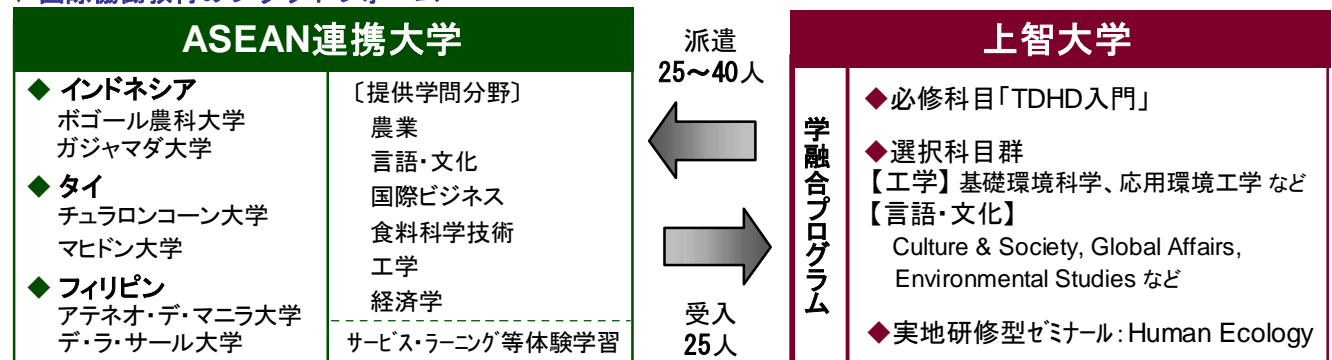 ASEAN連携大学
◆ インドネシア
ボゴール農科大学
ガジャマダ大学
◆ タイ
チュラロンコーン大学
マヒドン大学
◆ フィリピン
アテネオ・デ・マニラ大学
デ・ラ・サール大学
〔提供学問分野〕
農業
言語・文化
国際ビジネス
食料科学技術
工学
経済学
サービス・ラーニング等体験学習
派遣
25～40人
受入
25人
上智大学
学融合プログラム
◆必修科目「TDHD入門」
◆選択科目群
【工学】 基礎環境科学、応用環境工学 など
【言語・文化】
Culture & Society, Global Affairs,
Environmental Studies など
◆実地研修型ゼミナール：Human Ecology